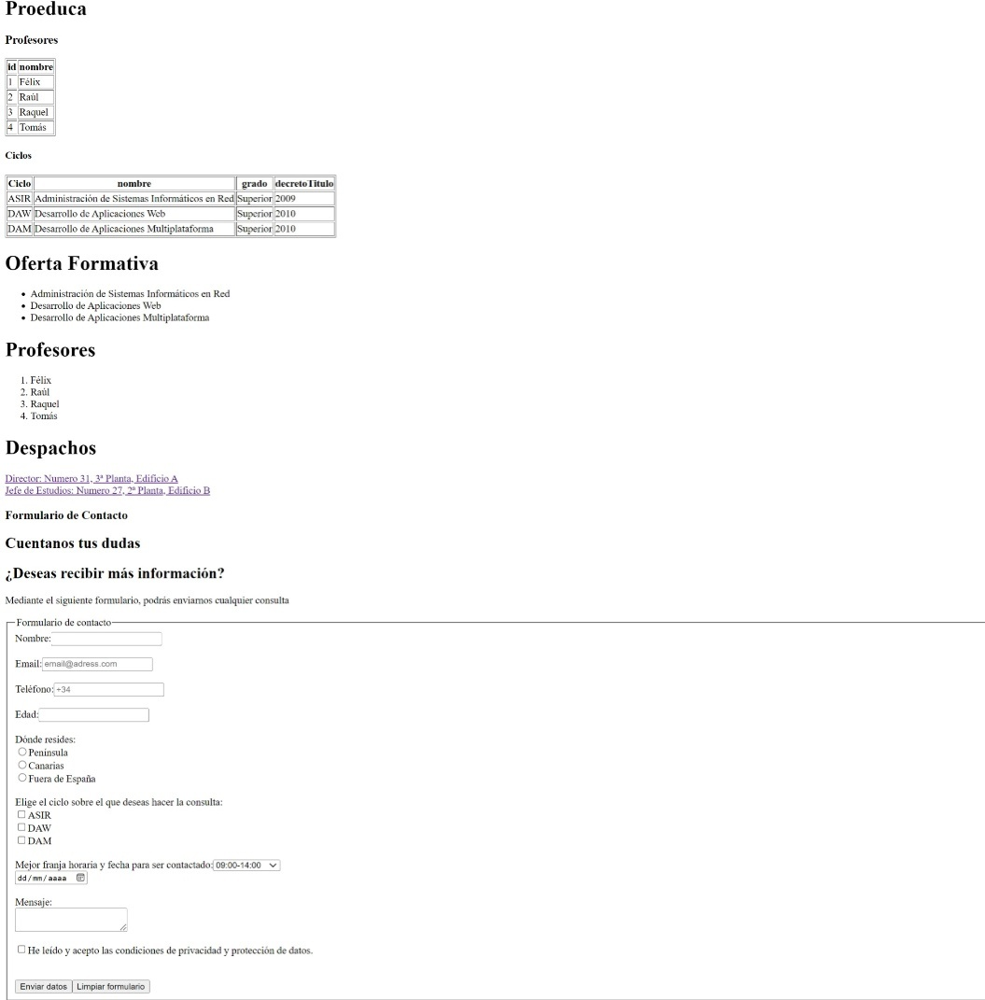 Proeduca
Profesores
id nombre
1 Félix
2 Raúl
3 Raquel
4 Tomás
Ciclos
Ciclo nombre grado decretoTitulo
ASIR Administración de Sistemas Informáticos en Red Superior 2009
DAW Desarrollo de Aplicaciones Web Superior 2010
DAM Desarrollo de Aplicaciones Multiplataforma Superior 2010
Oferta Formativa
• Administración de Sistemas Informáticos en Red
• Desarrollo de Aplicaciones Web
• Desarrollo de Aplicaciones Multiplataforma
Profesores
1. Félix
2. Raúl
3. Raquel
4. Tomás
Despachos
Director: Numero 31, 3ª Planta, Edificio A
Jefe de Estudios: Numero 27, 2ª Planta, Edificio B
Formulario de Contacto
Cuentanos tus dudas
¿Deseas recibir más información?
Mediante el siguiente formulario, podrás enviarnos cualquier consulta
Formulario de contacto
Nombre:
Email: email@adress.com
Teléfono: +34
Edad:
Dónde resides:
Península
Canarias
Fuera de España
Elige el ciclo sobre el que deseas hacer la consulta:
ASIR
DAW
DAM
Mejor franja horaria y fecha para ser contactado: 09:00-14:00
dd/mm/aaaa
Mensaje:
He leído y acepto las condiciones de privacidad y protección de datos.
Enviar datos Limpiar formulario